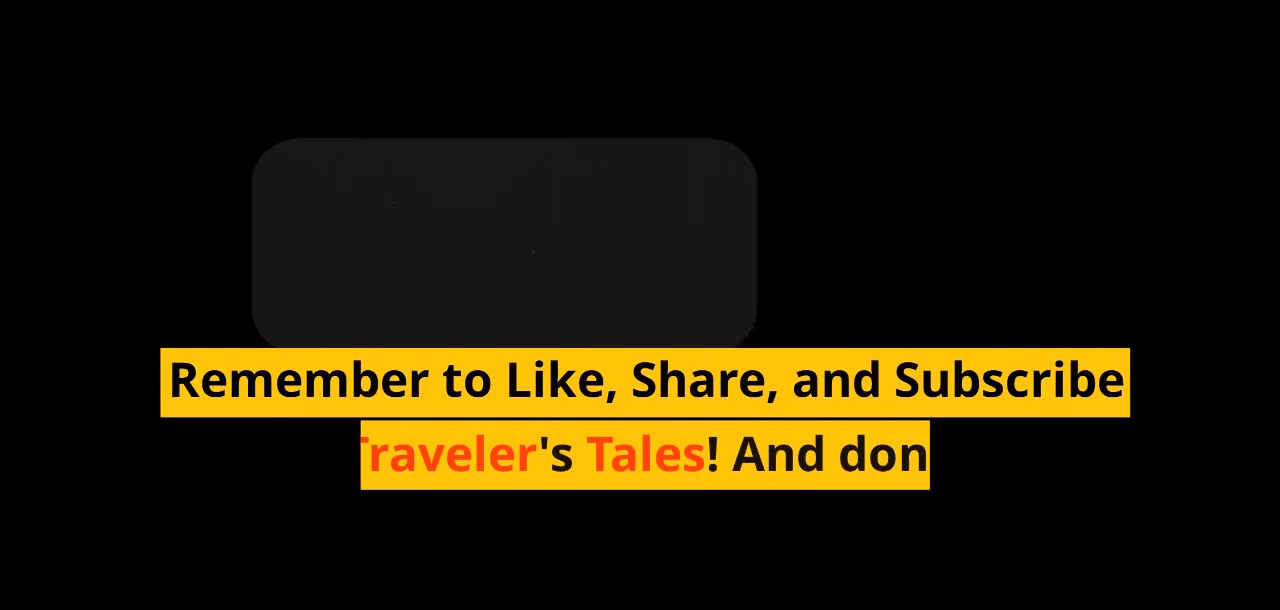 Remember to Like, Share, and Subscribe
Traveler's Tales! And don